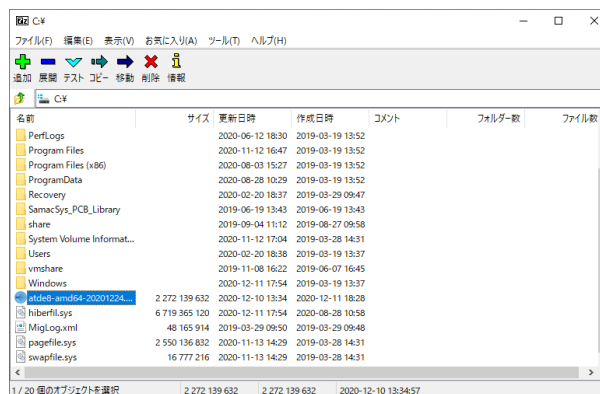 7z C:¥
ファイル(F) 編集(E) 表示(V) お気に入り(A) ツール(T) ヘルプ(H)
追加 展開 テスト コピー 移動 削除 情報
C:¥
名前 サイズ 更新日時 作成日時 コメント フォルダー数 ファイル数
PerfLogs 2020-06-12 18:30 2019-03-19 13:52
Program Files 2020-11-12 16:47 2019-03-19 13:52
Program Files (x86) 2020-08-03 15:27 2019-03-19 13:52
ProgramData 2020-08-28 10:29 2019-03-19 13:52
Recovery 2020-02-20 18:37 2019-03-29 09:47
SamacSys_PCB_Library 2019-06-19 13:43 2019-06-19 13:43
share 2019-09-04 11:12 2019-08-27 09:58
System Volume Informat... 2020-11-12 17:04 2019-03-28 14:31
Users 2020-02-20 18:38 2019-03-19 13:37
vmshare 2019-11-08 16:22 2019-06-07 16:45
Windows 2020-12-11 17:54 2019-03-19 13:37
atde8-amd64-20201224.... 2 272 139 632 2020-12-10 13:34 2020-12-11 18:28
hiberfil.sys 6 719 365 120 2020-12-11 17:54 2020-08-28 10:58
MigLog.xml 48 165 914 2019-03-29 09:50 2019-03-29 09:48
pagefile.sys 2 550 136 832 2020-11-13 14:29 2019-03-28 14:31
swapfile.sys 16 777 216 2020-11-13 14:29 2019-03-28 14:31
1 / 20 個のオブジェクトを選択 2 272 139 632 2 272 139 632 2020-12-10 13:34:57